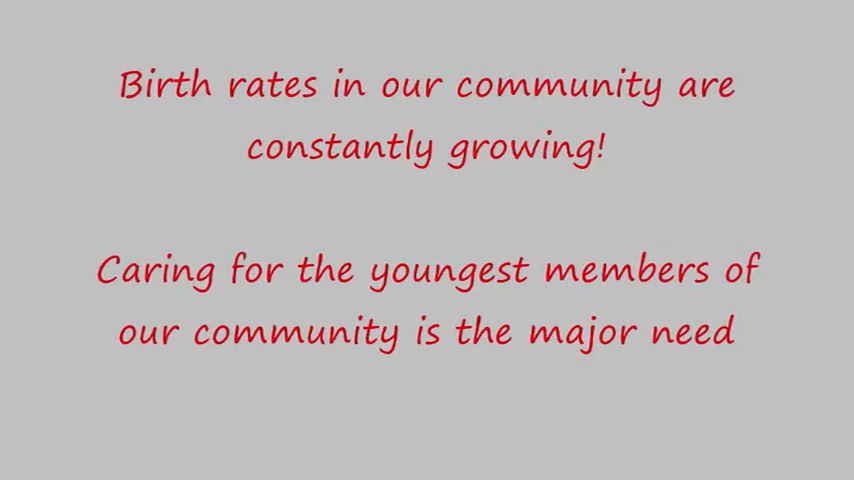 Birth rates in our community are
constantly growing!
Caring for the youngest members of
our community is the major need